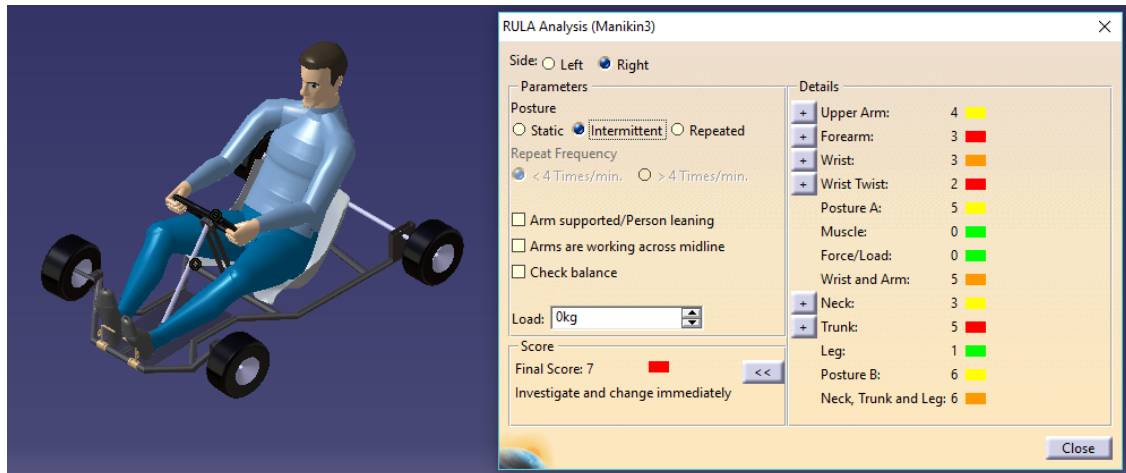 RULA Analysis (Manikin3)
Side: Left Right
Parameters
Posture
Static Intermittent Repeated
Repeat Frequency
< 4 Times/min. > 4 Times/min.
Arm supported/Person leaning
Arms are working across midline
Check balance
Load: 0kg
Score
Final Score: 7
<<
Investigate and change immediately
Details
+ Upper Arm: 4
+ Forearm: 3
+ Wrist: 3
+ Wrist Twist: 2
Posture A: 5
Muscle: 0
Force/Load: 0
Wrist and Arm: 5
+ Neck: 3
+ Trunk: 5
Leg: 1
Posture B: 6
Neck, Trunk and Leg: 6
Close